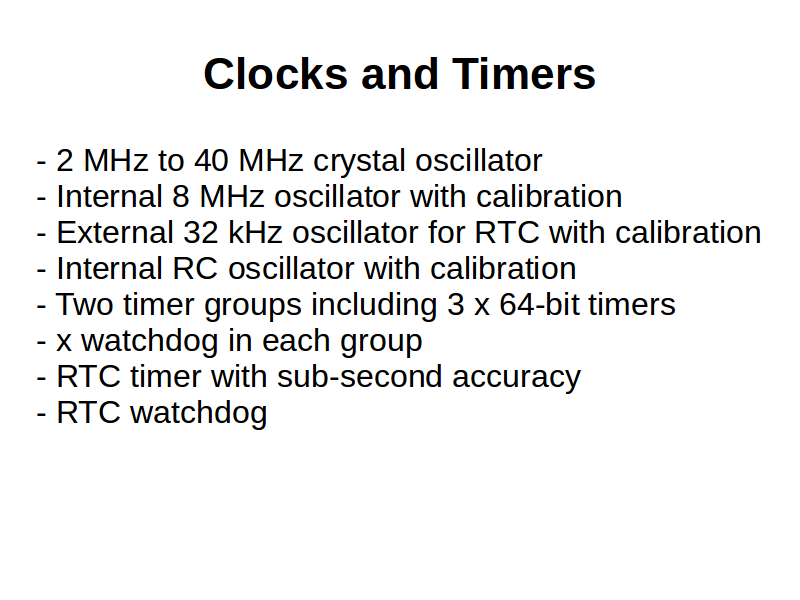 Clocks and Timers
- 2 MHz to 40 MHz crystal oscillator
- Internal 8 MHz oscillator with calibration
- External 32 kHz oscillator for RTC with calibration
- Internal RC oscillator with calibration
- Two timer groups including 3 x 64-bit timers
- x watchdog in each group
- RTC timer with sub-second accuracy
- RTC watchdog